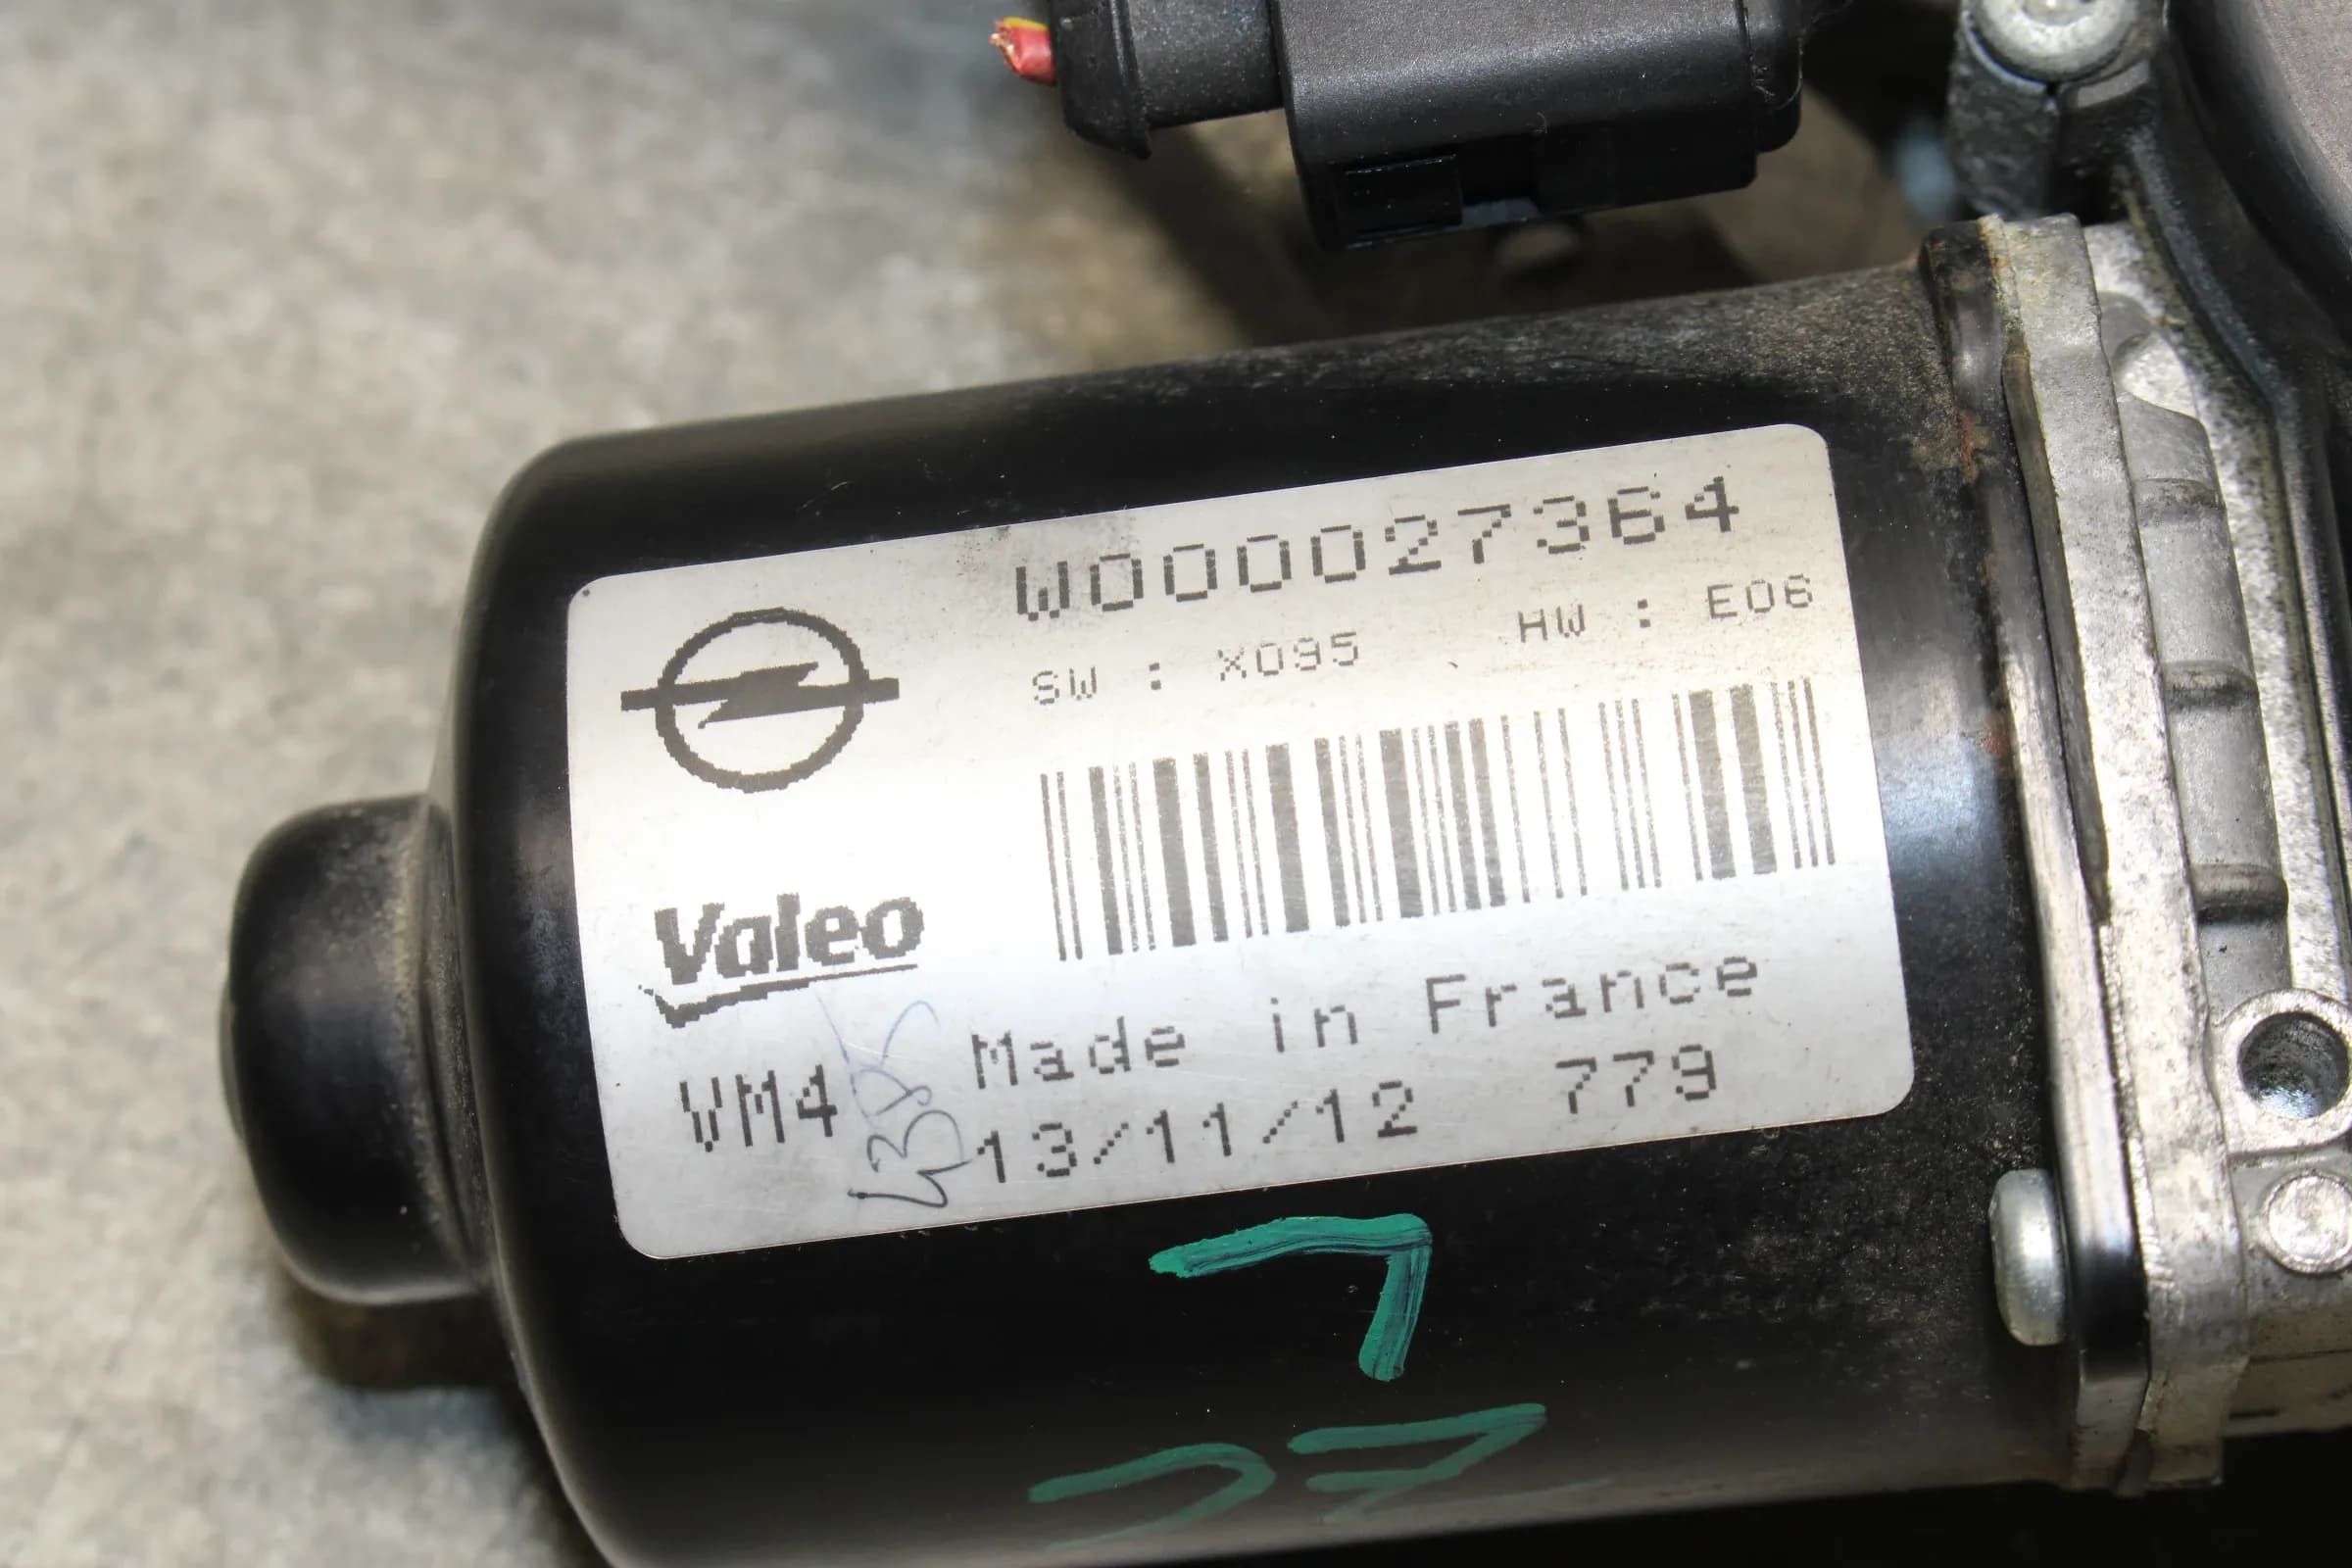 W000027364
SW : X095 HW : E06
Valeo
Made in France
VM4
13/11/12 779
L